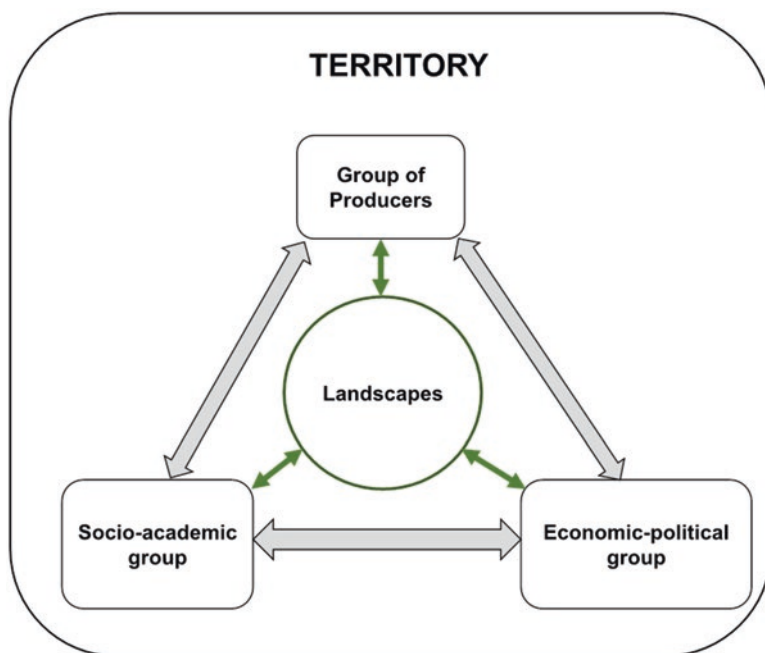 TERRITORY
Group of
Producers
Landscapes
Socio-academic
group
Economic-political
group